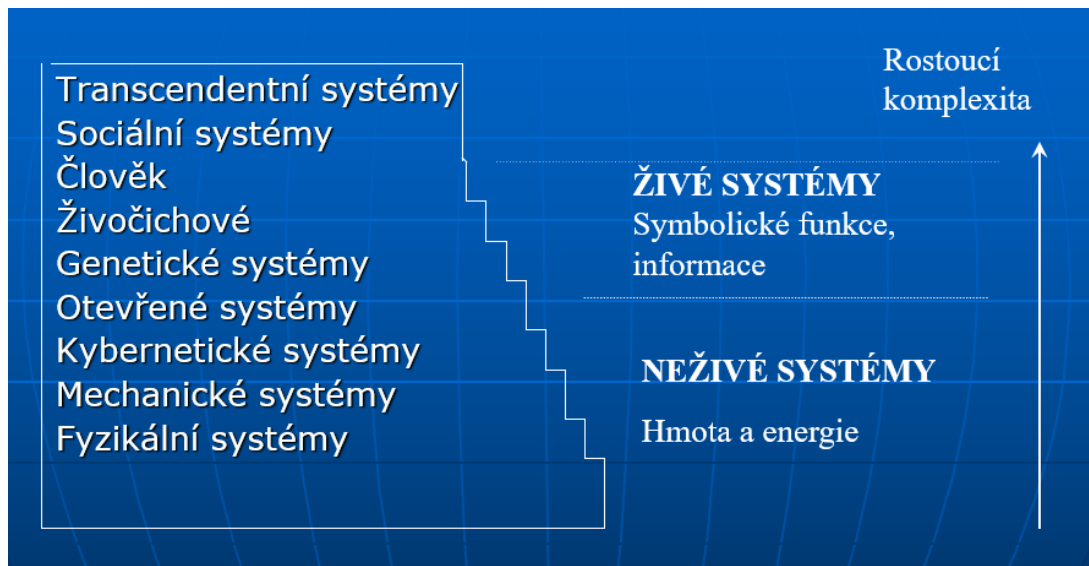 Transcendentní systémy
Sociální systémy
Člověk
Živočichové
Genetické systémy
Otevřené systémy
Kybernetické systémy
Mechanické systémy
Fyzikální systémy
Rostoucí
komplexita
ŽIVÉ SYSTÉMY
Symbolické funkce,
informace
NEŽIVÉ SYSTÉMY
Hmota a energie